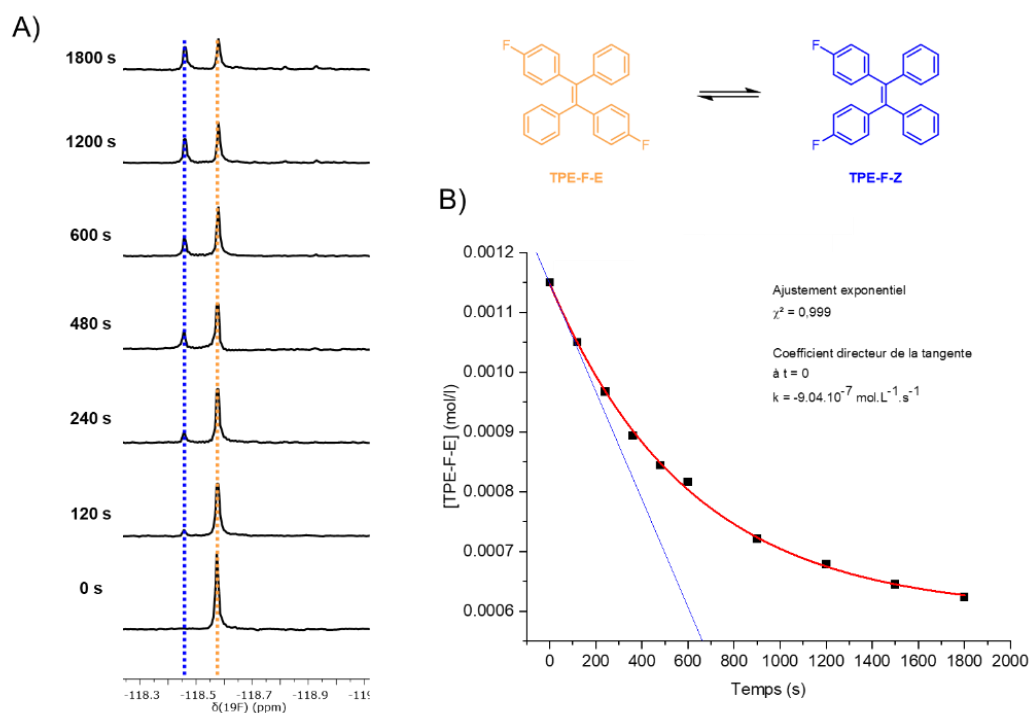 A)
1800 s
1200 s
600 s
480 s
240 s
120 s
0 s
-118.3 -118.5 -118.7 -118.9 -119
δ(19F) (ppm)
F
F
TPE-F-E
F
F
TPE-F-Z
B)
0.0012
0.0011
0.0010
0.0009
0.0008
0.0007
0.0006
[TPE-F-E] (mol/l)
Ajustement exponentiel
χ² = 0,999
Coefficient directeur de la tangente
à t = 0
k = -9.04.10⁻⁷ mol.L⁻¹.s⁻¹
0 200 400 600 800 1000 1200 1400 1600 1800 2000
Temps (s)